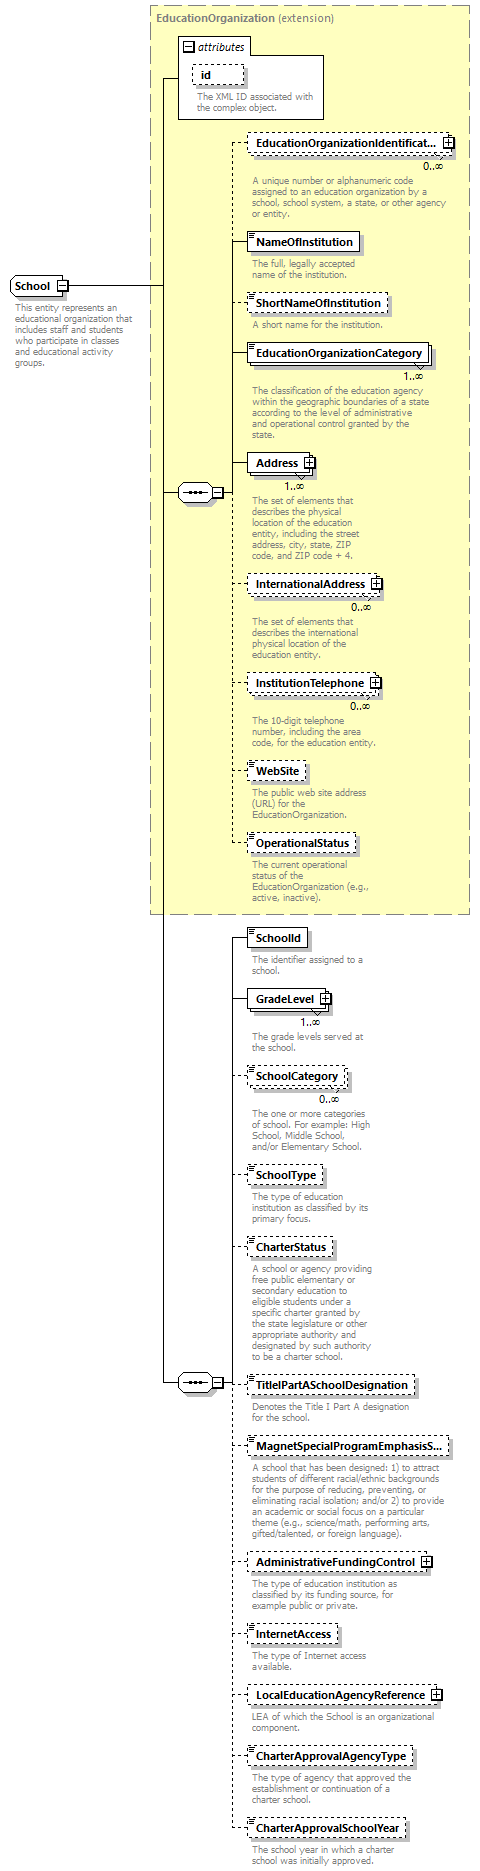 EducationOrganization (extension)
attributes
id
The XML ID associated with
the complex object.
EducationOrganizationIdentificat...
0..∞
A unique number or alphanumeric code
assigned to an education organization by a
school, school system, a state, or other agency
or entity.
NameOfInstitution
The full, legally accepted
name of the institution.
School
This entity represents an
educational organization that
includes staff and students
who participate in classes
and educational activity
groups.
ShortNameOfInstitution
A short name for the institution.
EducationOrganizationCategory
1..∞
The classification of the education agency
within the geographic boundaries of a state
according to the level of administrative
and operational control granted by the
state.
Address
1..∞
The set of elements that
describes the physical
location of the education
entity, including the street
address, city, state, ZIP
code, and ZIP code + 4.
InternationalAddress
0..∞
The set of elements that
describes the international
physical location of the
education entity.
InstitutionTelephone
0..∞
The 10-digit telephone
number, including the area
code, for the education entity.
WebSite
The public web site address
(URL) for the
EducationOrganization.
OperationalStatus
The current operational
status of the
EducationOrganization (e.g.,
active, inactive).
SchoolId
The identifier assigned to a
school.
GradeLevel
1..∞
The grade levels served at
the school.
SchoolCategory
0..∞
The one or more categories
of school. For example: High
School, Middle School,
and/or Elementary School.
SchoolType
The type of education
institution as classified by its
primary focus.
CharterStatus
A school or agency providing
free public elementary or
secondary education to
eligible students under a
specific charter granted by
the state legislature or other
appropriate authority and
designated by such authority
to be a charter school.
TitleIPartASchoolDesignation
Denotes the Title I Part A designation
for the school.
MagnetSpecialProgramEmphasisS...
A school that has been designed: 1) to attract
students of different racial/ethnic backgrounds
for the purpose of reducing, preventing, or
eliminating racial isolation; and/or 2) to provide
an academic or social focus on a particular
theme (e.g., science/math, performing arts,
gifted/talented, or foreign language).
AdministrativeFundingControl
The type of education institution as
classified by its funding source, for
example public or private.
InternetAccess
The type of Internet access
available.
LocalEducationAgencyReference
LEA of which the School is an organizational
component.
CharterApprovalAgencyType
The type of agency that approved the
establishment or continuation of a
charter school.
CharterApprovalSchoolYear
The school year in which a charter
school was initially approved.